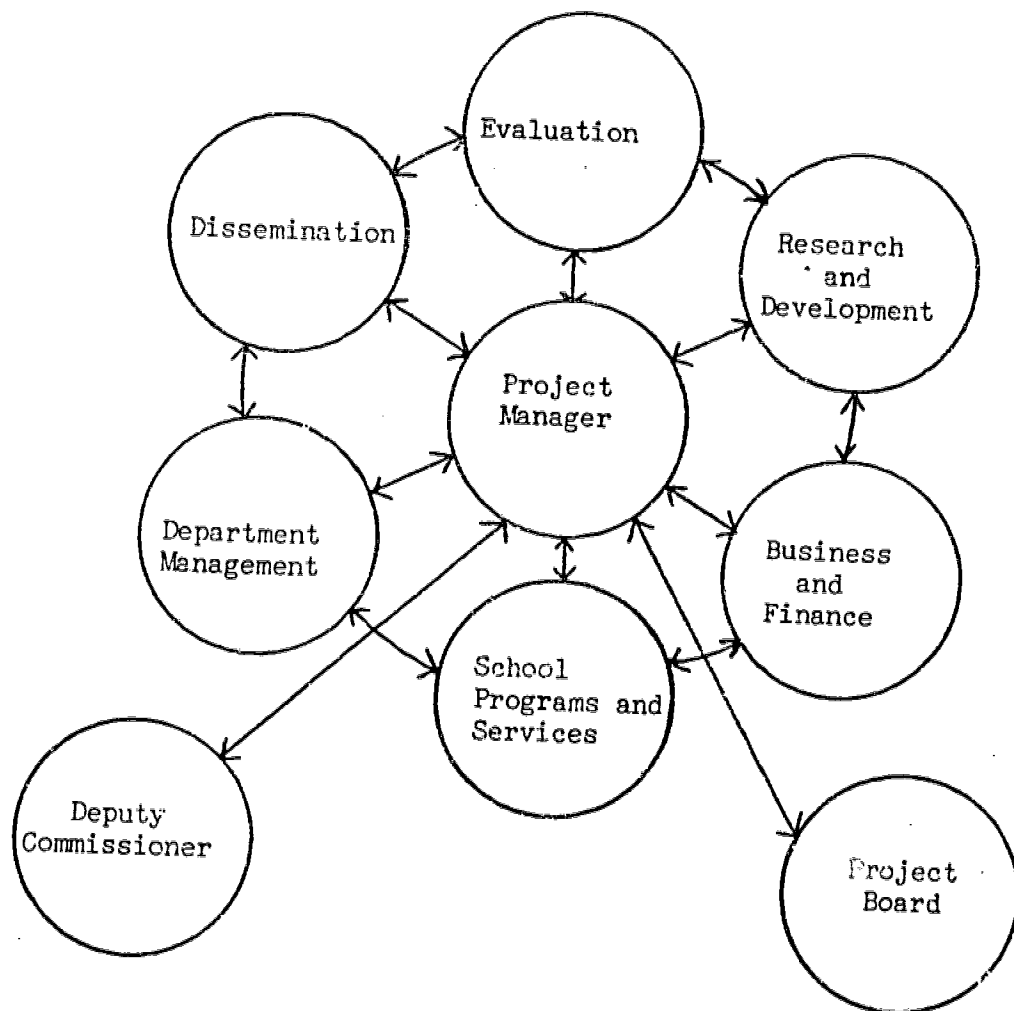 Evaluation
Dissemination
Research
and
Development
Project
Manager
Department
Management
Business
and
Finance
School
Programs and
Services
Deputy
Commissioner
Project
Board